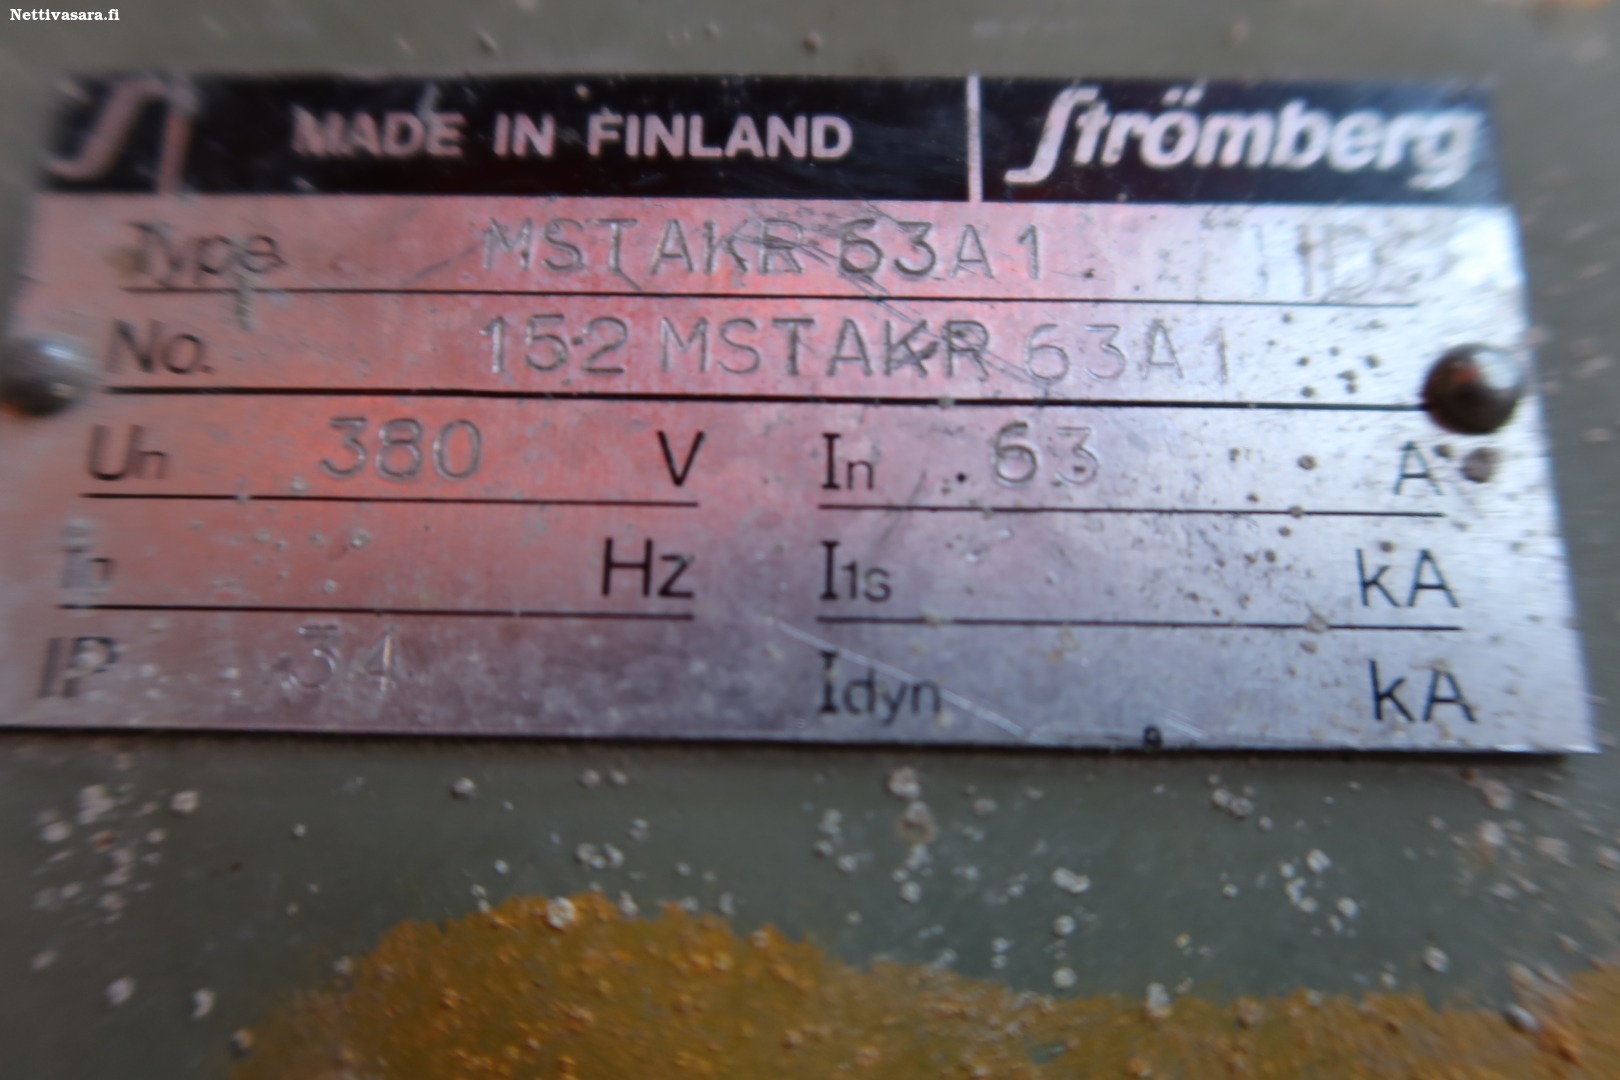 Nettivasara.fi
MADE IN FINLAND Strömberg
Type MSTAKR 63A1
No. 152 MSTAKR 63A1
Un 380 V In 63 A
Hz I1s kA
IP 34 Idyn kA